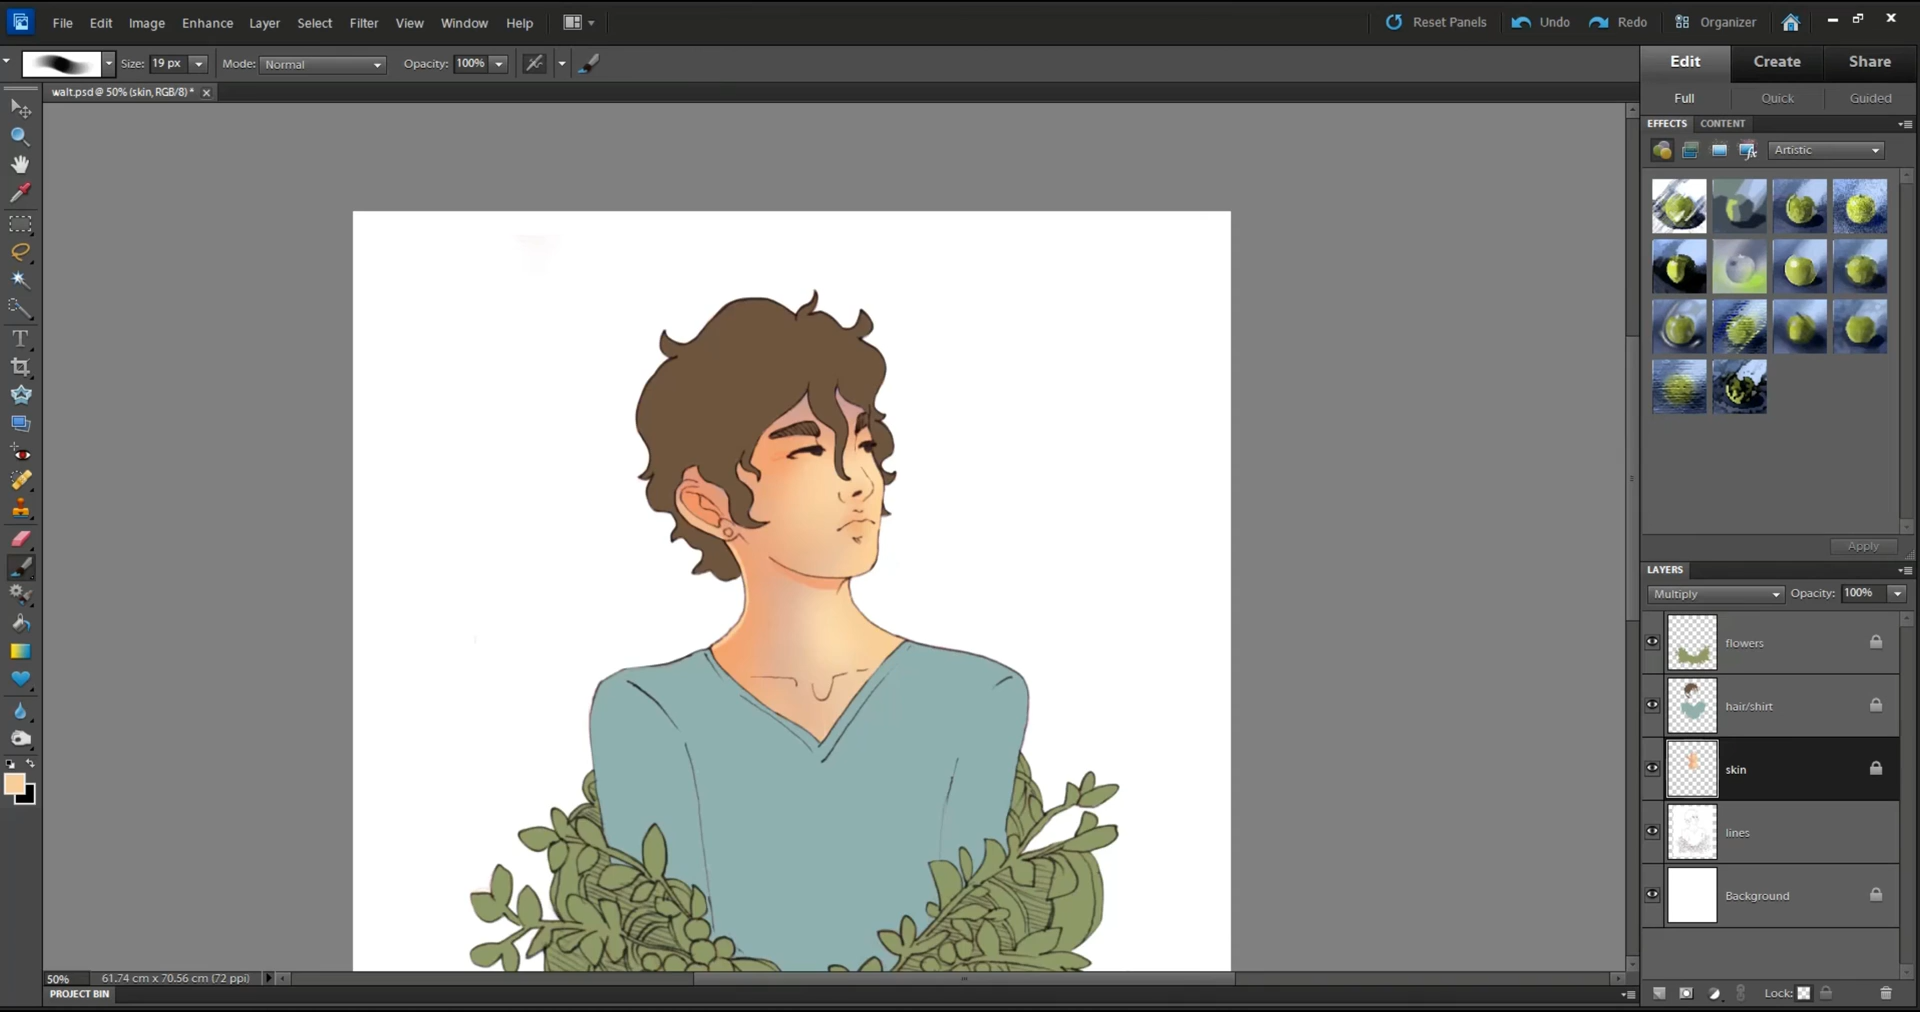 File Edit Image Enhance Layer Select Filter View Window Help
Reset Panels Undo Redo Organizer
Size: 19 px Mode: Normal Opacity: 100%
Edit Create Share
walt.psd @ 50% (skin, RGB/8) *
Full Quick Guided
EFFECTS CONTENT
Artistic
Apply
LAYERS
Multiply Opacity: 100%
flowers
hair/shirt
skin
lines
Background
50% 61.74 cm x 70.56 cm (72 ppi)
PROJECT BIN
Lock: